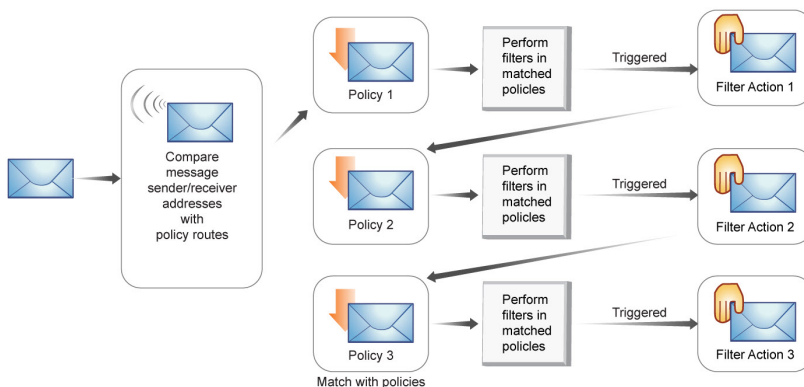 Compare
message
sender/receiver
addresses
with
policy routes
Policy 1
Perform
filters in
matched
policies
Triggered
Filter Action 1
Policy 2
Perform
filters in
matched
policies
Triggered
Filter Action 2
Policy 3
Perform
filters in
matched
policies
Triggered
Filter Action 3
Match with policies